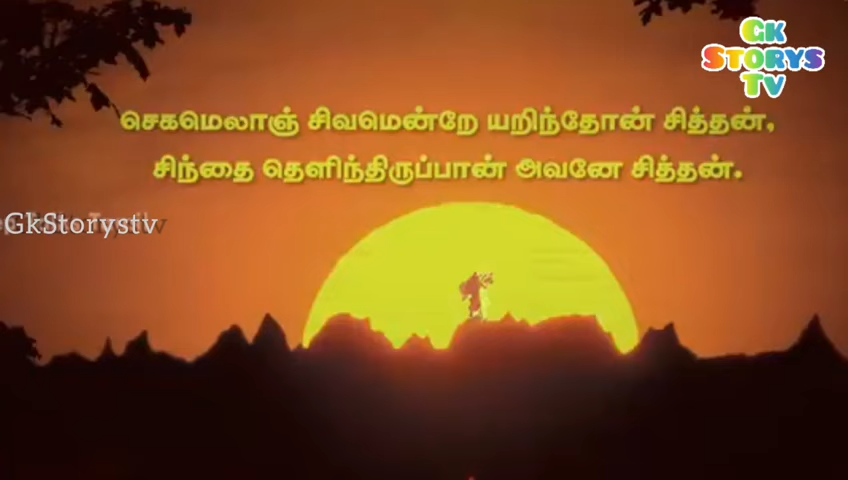 Gk
STORYS
TV
செகமெலாஞ் சிவமென்றே யறிந்தோன் சித்தன்,
சிந்தை தெளிந்திருப்பான் அவனே சித்தன்.
GkStorystv